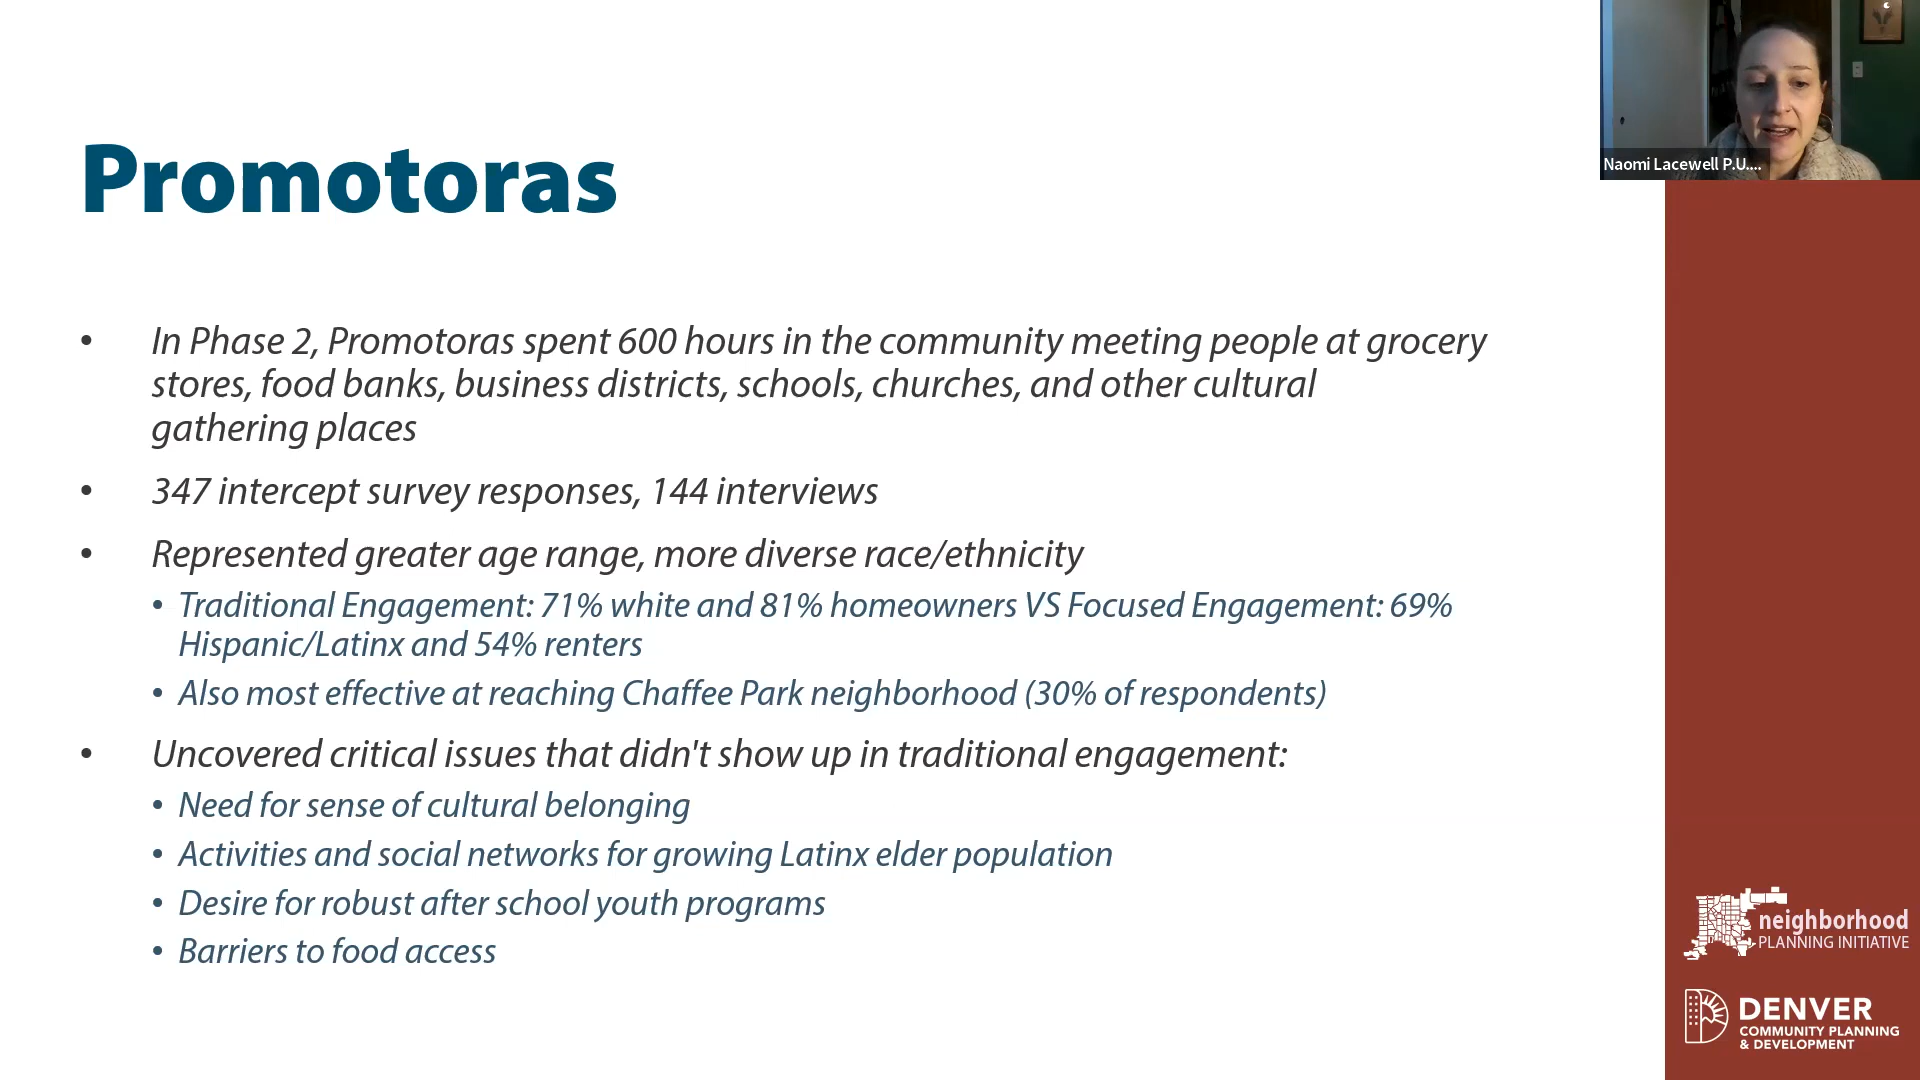 Promotoras
• In Phase 2, Promotoras spent 600 hours in the community meeting people at grocery
stores, food banks, business districts, schools, churches, and other cultural
gathering places
• 347 intercept survey responses, 144 interviews
• Represented greater age range, more diverse race/ethnicity
• Traditional Engagement: 71% white and 81% homeowners VS Focused Engagement: 69%
Hispanic/Latinx and 54% renters
• Also most effective at reaching Chaffee Park neighborhood (30% of respondents)
• Uncovered critical issues that didn't show up in traditional engagement:
• Need for sense of cultural belonging
• Activities and social networks for growing Latinx elder population
• Desire for robust after school youth programs
• Barriers to food access
Naomi Lacewell P.U....
neighborhood
PLANNING INITIATIVE
DENVER
COMMUNITY PLANNING
& DEVELOPMENT